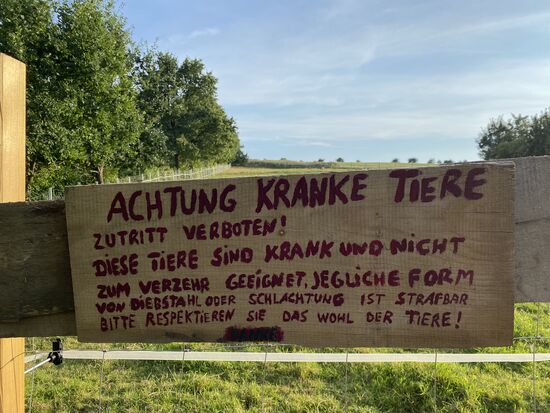 ACHTUNG KRANKE TIERE
ZUTRITT VERBOTEN!
DIESE TIERE SIND KRANK UND NICHT
ZUM VERZEHR GEEIGNET, JEGLICHE FORM
VON DIEBSTAHL ODER SCHLACHTUNG IST STRAFBAR
BITTE RESPEKTIEREN SIE DAS WOHL DER TIERE!